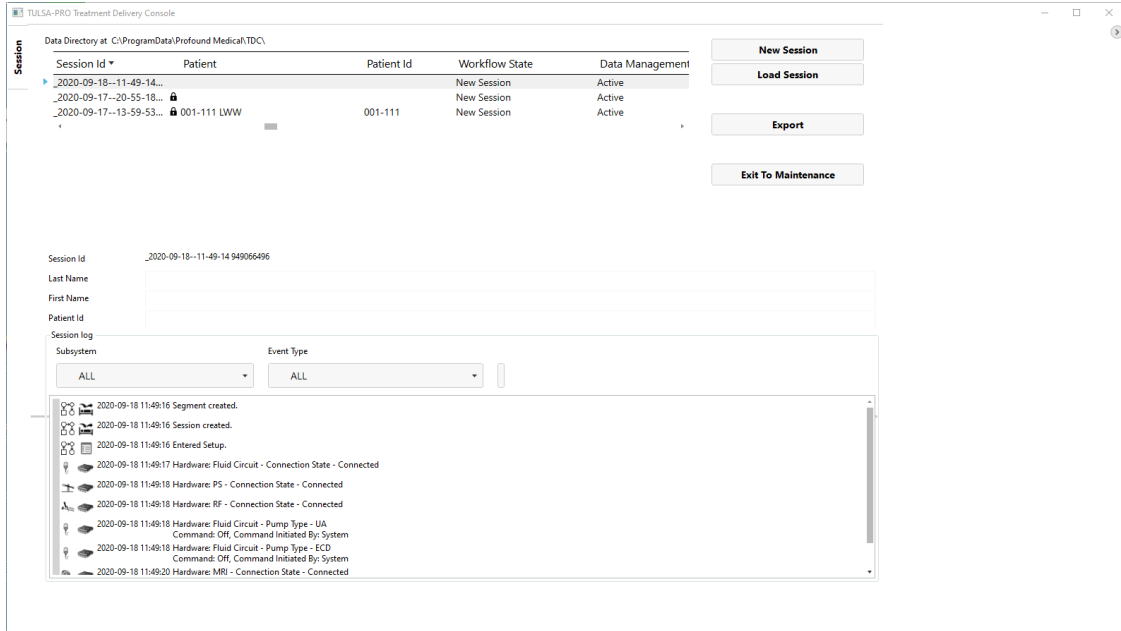 TULSA-PRO Treatment Delivery Console
Session
Data Directory at C:\ProgramData\Profound Medical\TDC\
Session Id Patient Patient Id Workflow State Data Management
_2020-09-18--11-49-14... New Session Active
_2020-09-17--20-55-18... New Session Active
_2020-09-17--13-59-53... 001-111 LWW 001-111 New Session Active
New Session
Load Session
Export
Exit To Maintenance
Session Id _2020-09-18--11-49-14 949066496
Last Name
First Name
Patient Id
Session log
Subsystem Event Type
ALL ALL
2020-09-18 11:49:16 Segment created.
2020-09-18 11:49:16 Session created.
2020-09-18 11:49:16 Entered Setup.
2020-09-18 11:49:17 Hardware: Fluid Circuit - Connection State - Connected
2020-09-18 11:49:18 Hardware: PS - Connection State - Connected
2020-09-18 11:49:18 Hardware: RF - Connection State - Connected
2020-09-18 11:49:18 Hardware: Fluid Circuit - Pump Type - UA
Command: Off, Command Initiated By: System
2020-09-18 11:49:18 Hardware: Fluid Circuit - Pump Type - ECD
Command: Off, Command Initiated By: System
2020-09-18 11:49:20 Hardware: MRI - Connection State - Connected